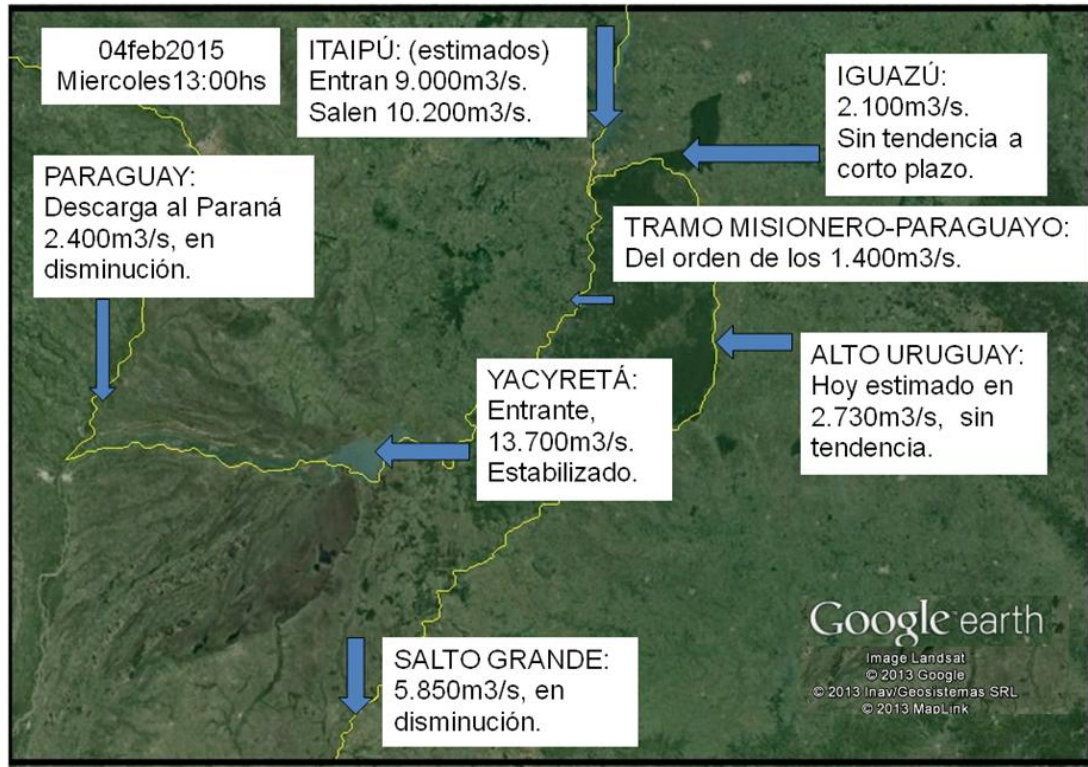 04feb2015
Miercoles13:00hs
ITAIPÚ: (estimados)
Entran 9.000m3/s.
Salen 10.200m3/s.
IGUAZÚ:
2.100m3/s.
Sin tendencia a
corto plazo.
PARAGUAY:
Descarga al Paraná
2.400m3/s, en
disminución.
TRAMO MISIONERO-PARAGUAYO:
Del orden de los 1.400m3/s.
YACYRETÁ:
Entrante,
13.700m3/s.
Estabilizado.
ALTO URUGUAY:
Hoy estimado en
2.730m3/s, sin
tendencia.
SALTO GRANDE:
5.850m3/s, en
disminución.
Google earth
Image Landsat
© 2013 Google
© 2013 Inav/Geosistemas SRL
© 2013 MapLink